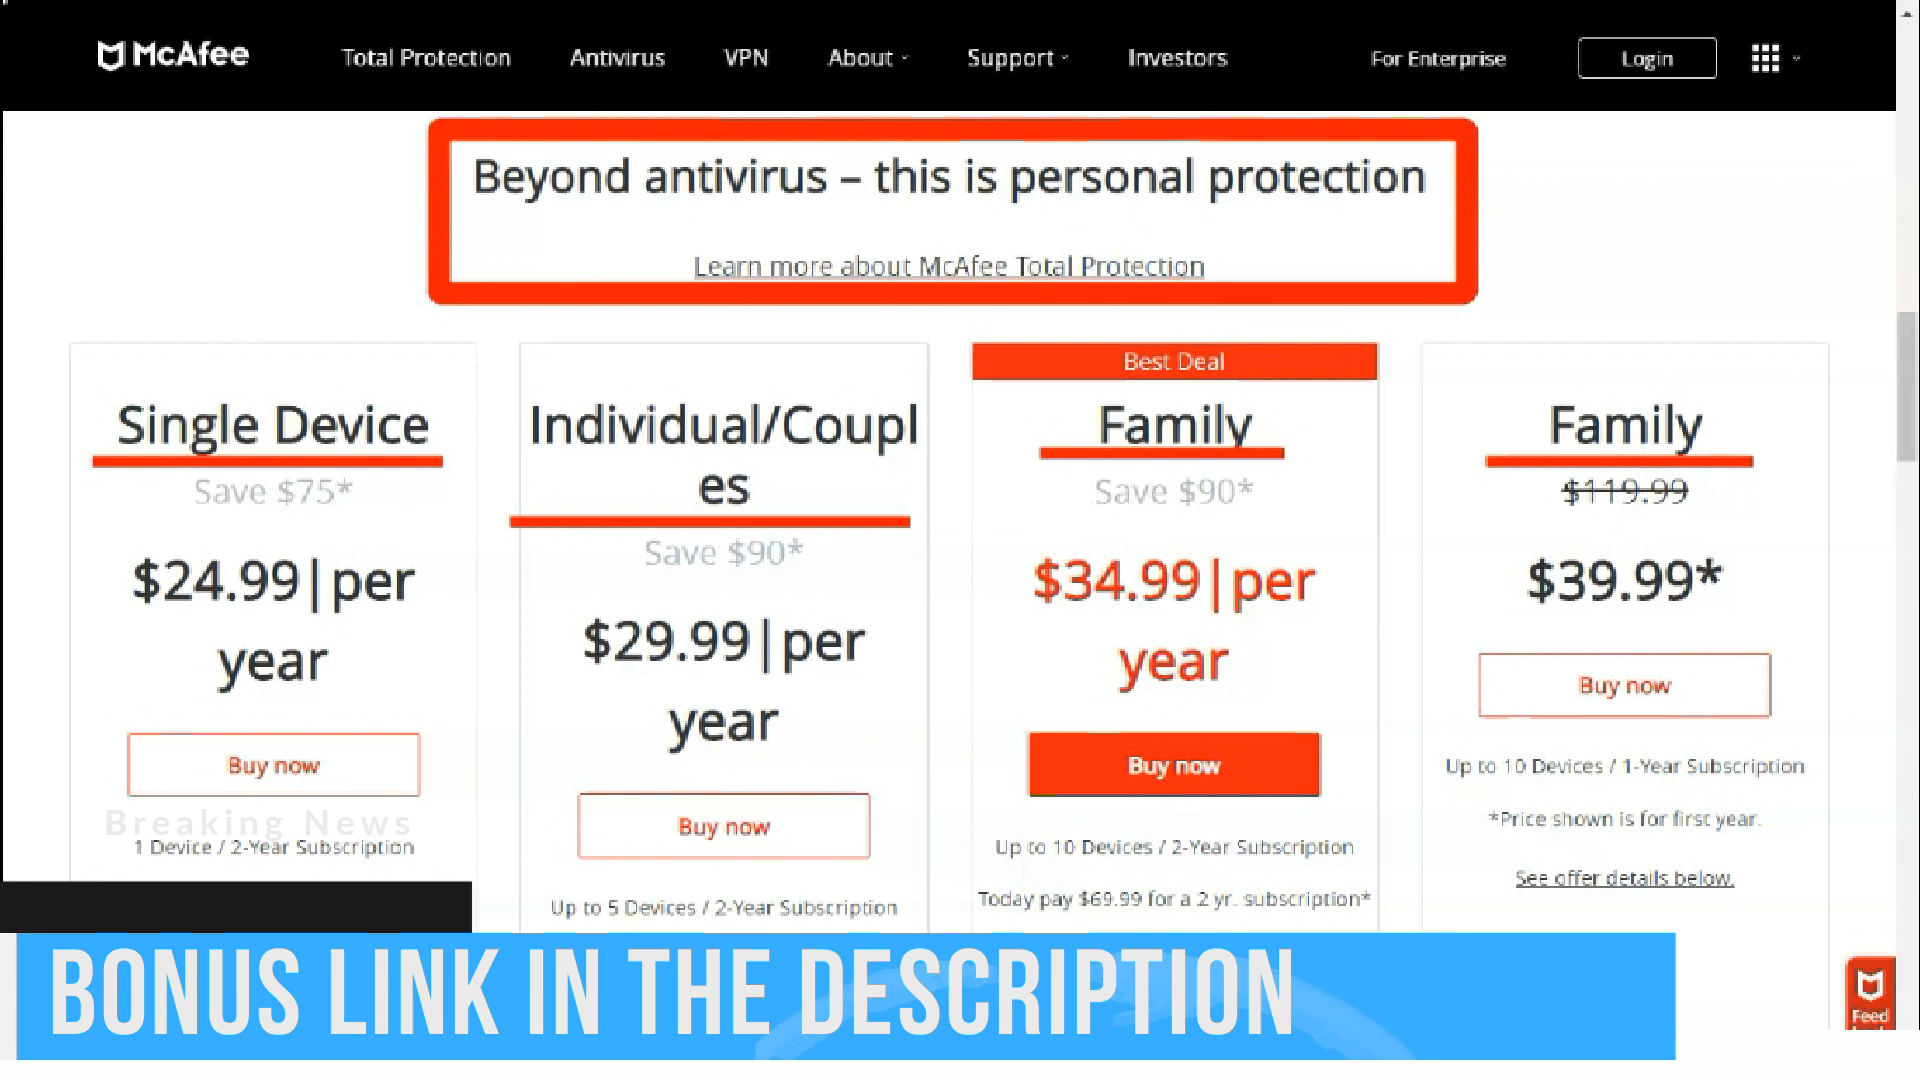 McAfee
Total Protection
Antivirus
VPN
About
Support
Investors
For Enterprise
Login
Beyond antivirus – this is personal protection
Learn more about McAfee Total Protection
Single Device
Save $75*
$24.99|per
year
Buy now
Breaking News
1 Device / 2-Year Subscription
Individual/Coupl
es
Save $90*
$29.99|per
year
Buy now
Up to 5 Devices / 2-Year Subscription
Best Deal
Family
Save $90*
$34.99|per
year
Buy now
Up to 10 Devices / 2-Year Subscription
Today pay $69.99 for a 2 yr. subscription*
Family
$119.99
$39.99*
Buy now
Up to 10 Devices / 1-Year Subscription
*Price shown is for first year.
See offer details below.
BONUS LINK IN THE DESCRIPTION
Feed